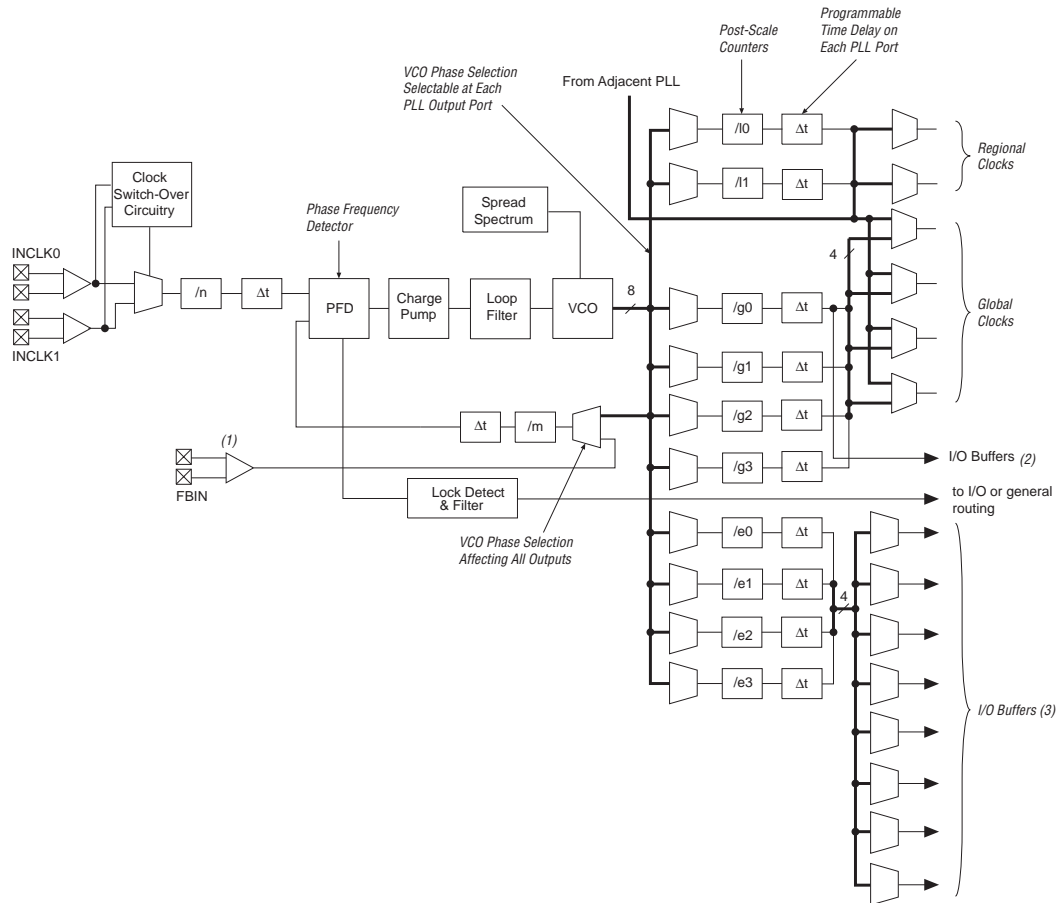 Programmable
Time Delay on
Each PLL Port
Post-Scale
Counters
VCO Phase Selection
Selectable at Each
PLL Output Port
From Adjacent PLL
/l0
Δt
Regional
Clocks
/l1
Δt
Clock
Switch-Over
Circuitry
Phase Frequency
Detector
Spread
Spectrum
INCLK0
INCLK1
/n
Δt
PFD
Charge
Pump
Loop
Filter
VCO
8
4
/g0
Δt
Global
Clocks
/g1
Δt
/g2
Δt
/g3
Δt
Δt
/m
(1)
FBIN
I/O Buffers (2)
Lock Detect
& Filter
to I/O or general
routing
VCO Phase Selection
Affecting All Outputs
/e0
Δt
/e1
Δt
4
/e2
Δt
/e3
Δt
I/O Buffers (3)